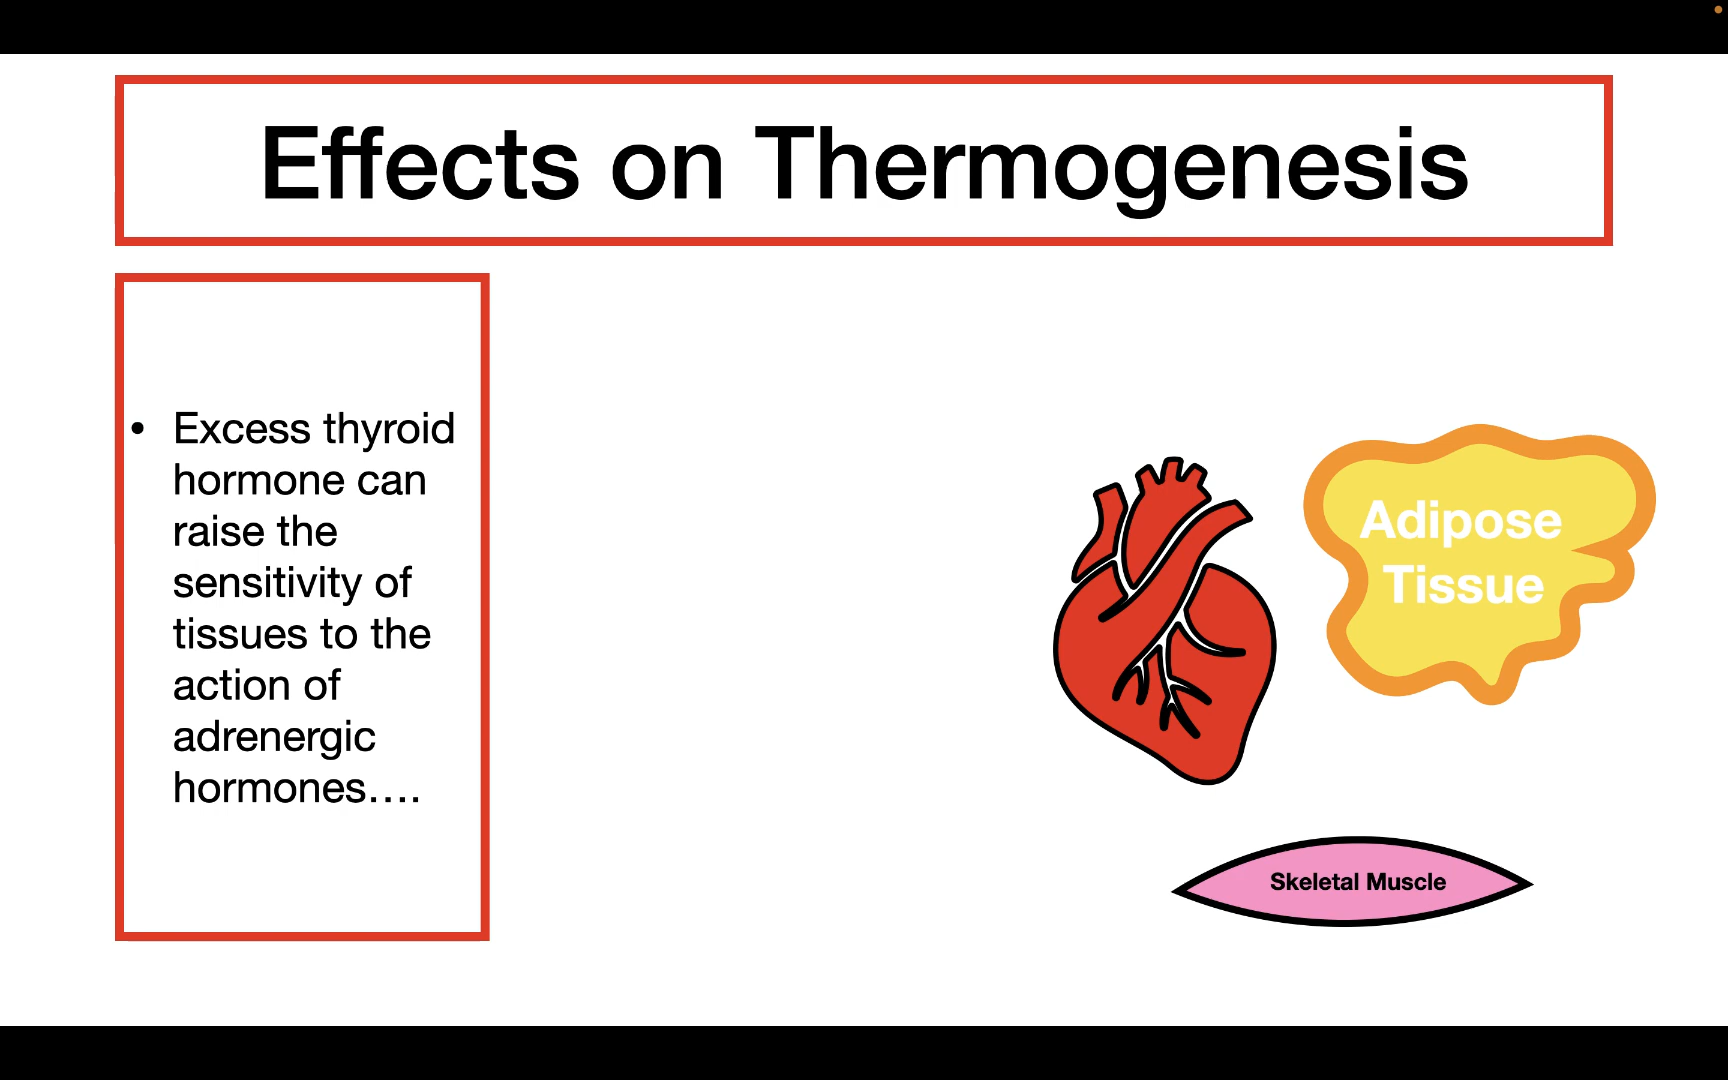 Effects on Thermogenesis
• Excess thyroid
hormone can
raise the
sensitivity of
tissues to the
action of
adrenergic
hormones….
Adipose
Tissue
Skeletal Muscle